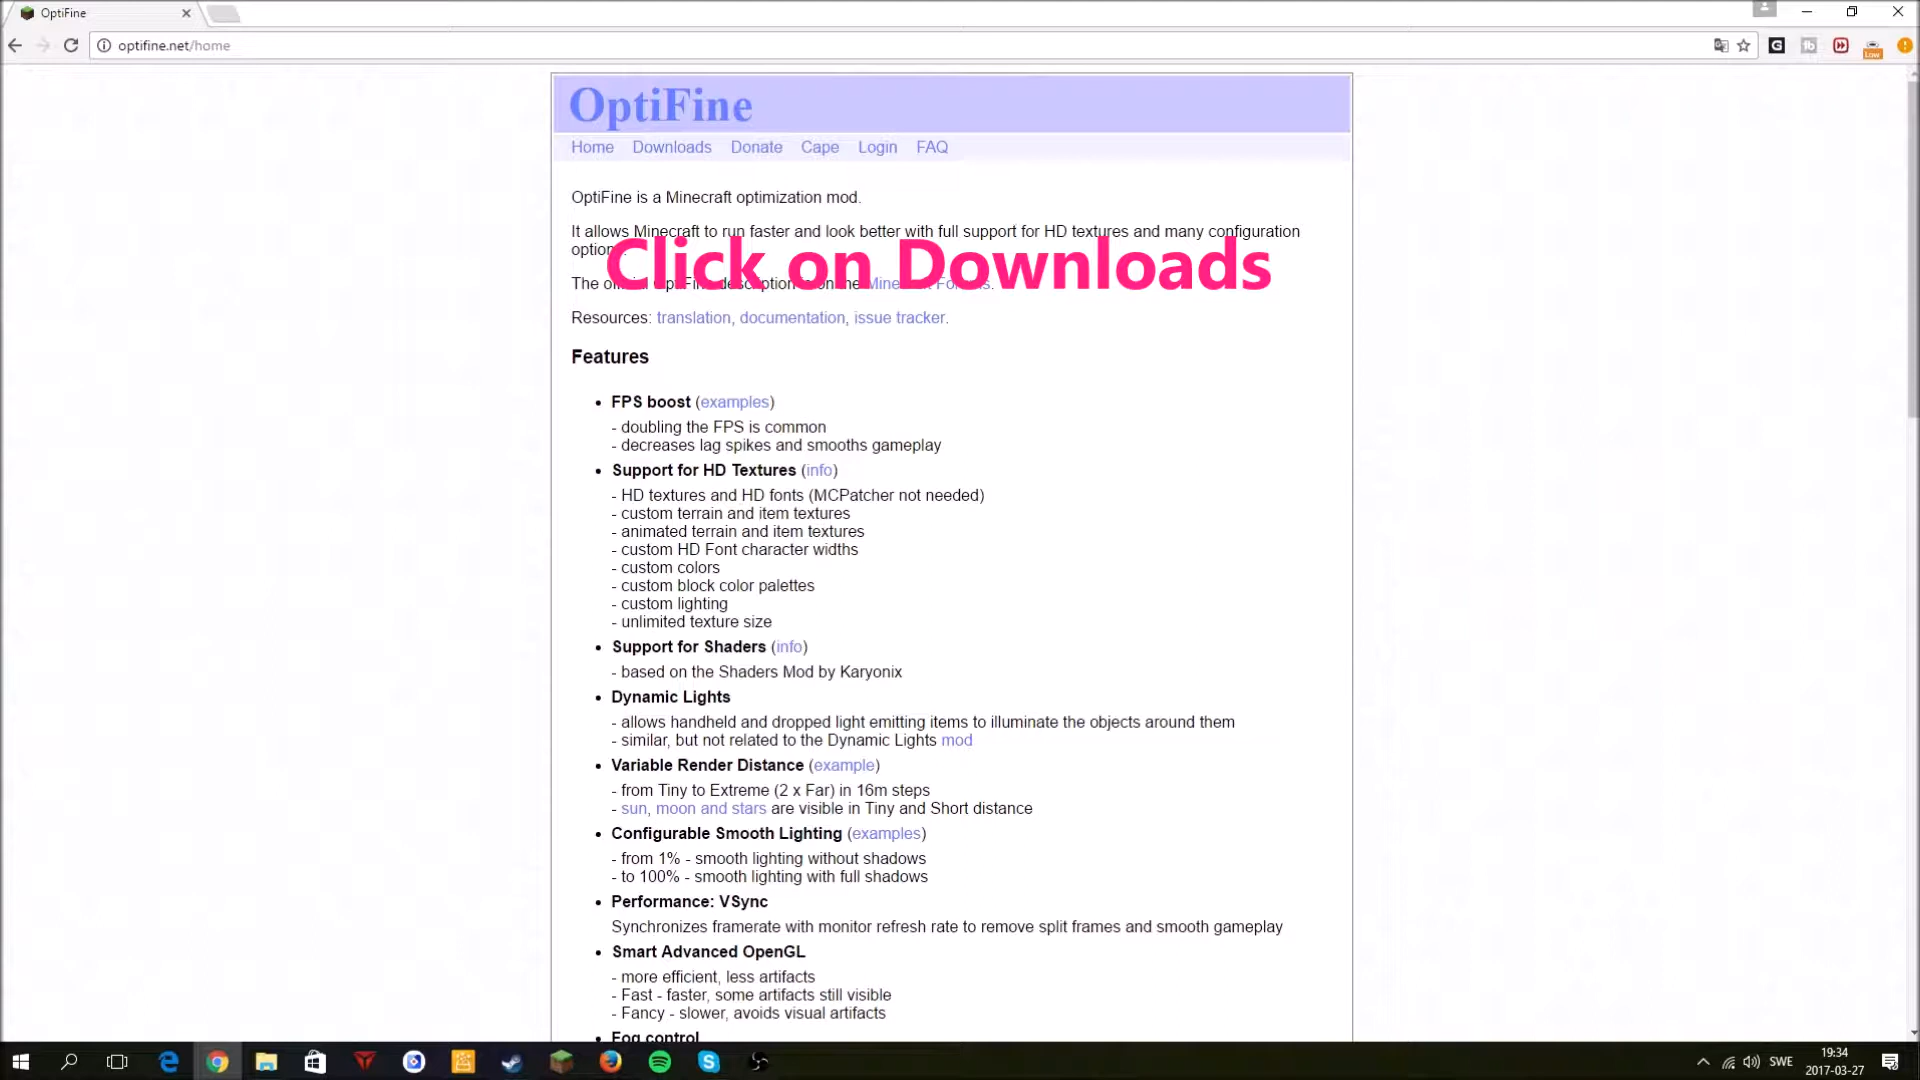 OptiFine
optifine.net/home
Low
OptiFine
Home Downloads Donate Cape Login FAQ
OptiFine is a Minecraft optimization mod.
It allows Minecraft to run faster and look better with full support for HD textures and many configuration
Click on Downloads
Resources: translation, documentation, issue tracker.
Features
• FPS boost (examples)
- doubling the FPS is common
- decreases lag spikes and smooths gameplay
• Support for HD Textures (info)
- HD textures and HD fonts (MCPatcher not needed)
- custom terrain and item textures
- animated terrain and item textures
- custom HD Font character widths
- custom colors
- custom block color palettes
- custom lighting
- unlimited texture size
• Support for Shaders (info)
- based on the Shaders Mod by Karyonix
• Dynamic Lights
- allows handheld and dropped light emitting items to illuminate the objects around them
- similar, but not related to the Dynamic Lights mod
• Variable Render Distance (example)
- from Tiny to Extreme (2 x Far) in 16m steps
- sun, moon and stars are visible in Tiny and Short distance
• Configurable Smooth Lighting (examples)
- from 1% - smooth lighting without shadows
- to 100% - smooth lighting with full shadows
• Performance: VSync
Synchronizes framerate with monitor refresh rate to remove split frames and smooth gameplay
• Smart Advanced OpenGL
- more efficient, less artifacts
- Fast - faster, some artifacts still visible
- Fancy - slower, avoids visual artifacts
• Fog control
SWE
19:34
2017-03-27